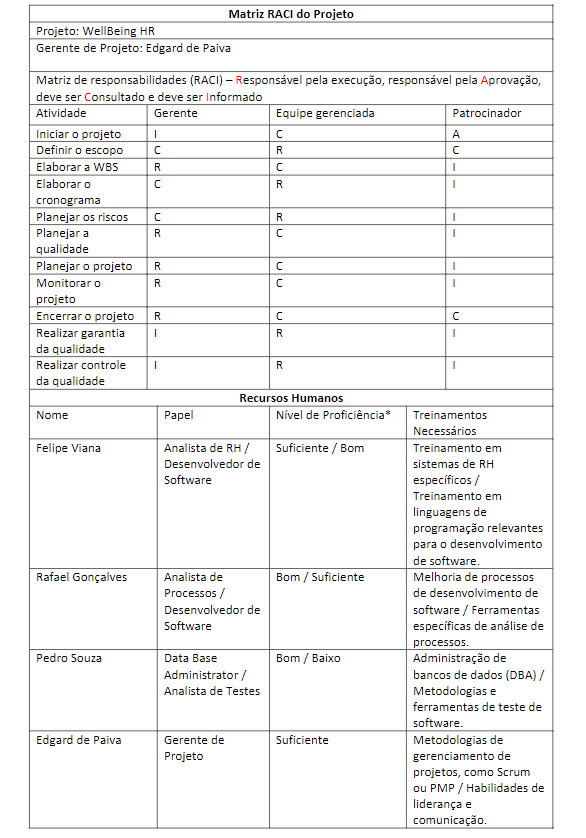 Matriz RACI do Projeto
Projeto: WellBeing HR
Gerente de Projeto: Edgard de Paiva
Matriz de responsabilidades (RACI) – Responsável pela execução, responsável pela Aprovação,
deve ser Consultado e deve ser Informado
Atividade Gerente Equipe gerenciada Patrocinador
Iniciar o projeto I C A
Definir o escopo C R C
Elaborar a WBS R C I
Elaborar o C R I
cronograma
Planejar os riscos C R I
Planejar a R C I
qualidade
Planejar o projeto R C I
Monitorar o R C I
projeto
Encerrar o projeto R C C
Realizar garantia I R I
da qualidade
Realizar controle I R I
da qualidade
Recursos Humanos
Nome Papel Nível de Proficiência* Treinamentos
Necessários
Felipe Viana Analista de RH / Suficiente / Bom Treinamento em
Desenvolvedor de sistemas de RH
Software específicos /
Treinamento em
linguagens de
programação relevantes
para o desenvolvimento
de software.
Rafael Gonçalves Analista de Bom / Suficiente Melhoria de processos
Processos / de desenvolvimento de
Desenvolvedor de software / Ferramentas
Software específicas de análise de
processos.
Pedro Souza Data Base Bom / Baixo Administração de
Administrator / bancos de dados (DBA) /
Analista de Testes Metodologias e
ferramentas de teste de
software.
Edgard de Paiva Gerente de Suficiente Metodologias de
Projeto gerenciamento de
projetos, como Scrum
ou PMP / Habilidades de
liderança e
comunicação.